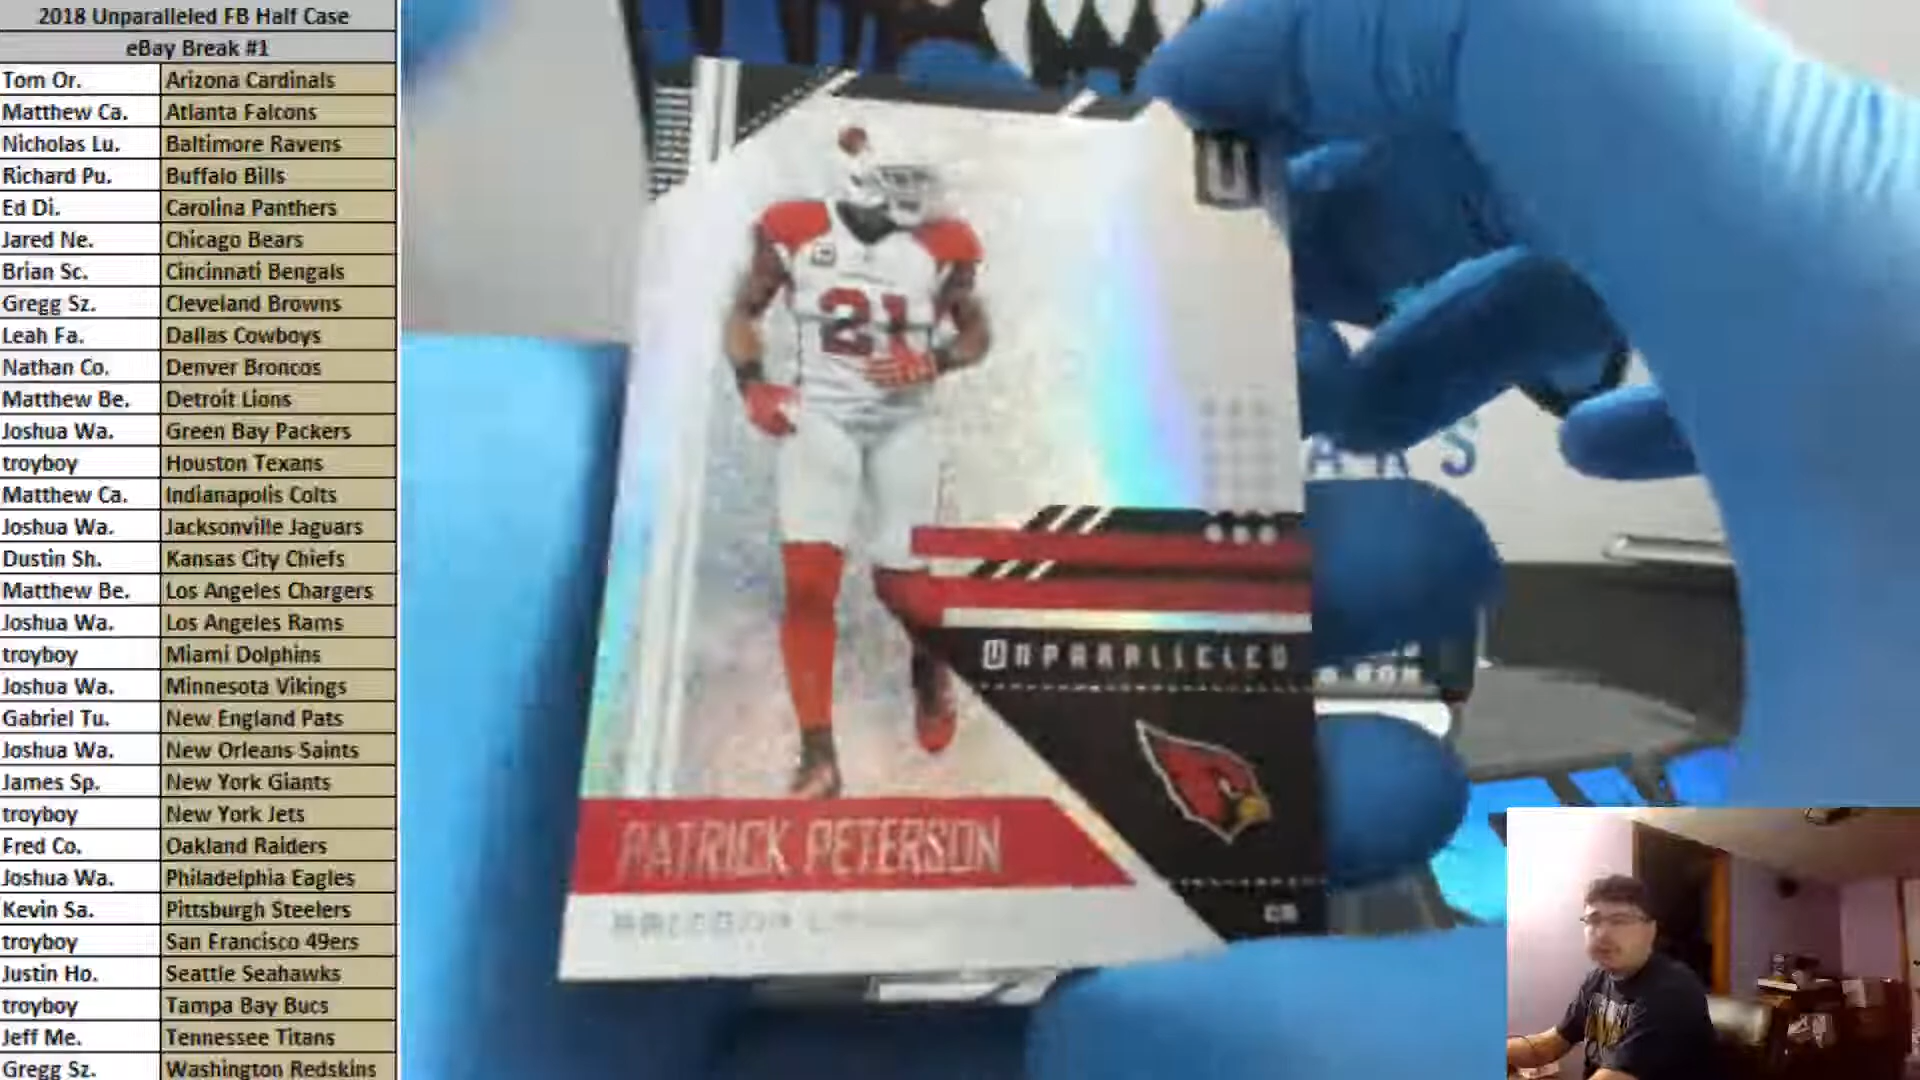 2018 Unparalleled FB Half Case
eBay Break #1
Tom Or. Arizona Cardinals
Matthew Ca. Atlanta Falcons
Nicholas Lu. Baltimore Ravens
Richard Pu. Buffalo Bills
Ed Di. Carolina Panthers
Jared Ne. Chicago Bears
Brian Sc. Cincinnati Bengals
Gregg Sz. Cleveland Browns
Leah Fa. Dallas Cowboys
Nathan Co. Denver Broncos
Matthew Be. Detroit Lions
Joshua Wa. Green Bay Packers
troyboy Houston Texans
Matthew Ca. Indianapolis Colts
Joshua Wa. Jacksonville Jaguars
Dustin Sh. Kansas City Chiefs
Matthew Be. Los Angeles Chargers
Joshua Wa. Los Angeles Rams
troyboy Miami Dolphins
Joshua Wa. Minnesota Vikings
Gabriel Tu. New England Pats
Joshua Wa. New Orleans Saints
James Sp. New York Giants
troyboy New York Jets
Fred Co. Oakland Raiders
Joshua Wa. Philadelphia Eagles
Kevin Sa. Pittsburgh Steelers
troyboy San Francisco 49ers
Justin Ho. Seattle Seahawks
troyboy Tampa Bay Bucs
Jeff Me. Tennessee Titans
Gregg Sz. Washington Redskins
U
21
UNPARALLELED
PATRICK PETERSON
CB